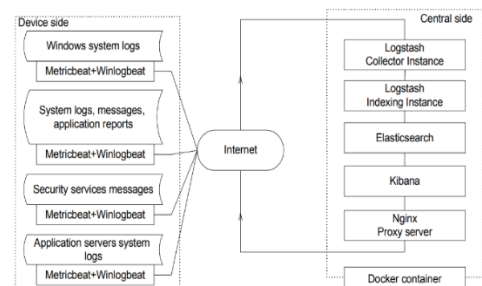 Device side
Windows system logs
Metricbeat+Winlogbeat
System logs, messages,
application reports
Metricbeat+Winlogbeat
Security services messages
Metricbeat+Winlogbeat
Application servers system
logs
Metricbeat+Winlogbeat
Internet
Central side
Logstash
Collector Instance
Logstash
Indexing Instance
Elasticsearch
Kibana
Nginx
Proxy server
Docker container